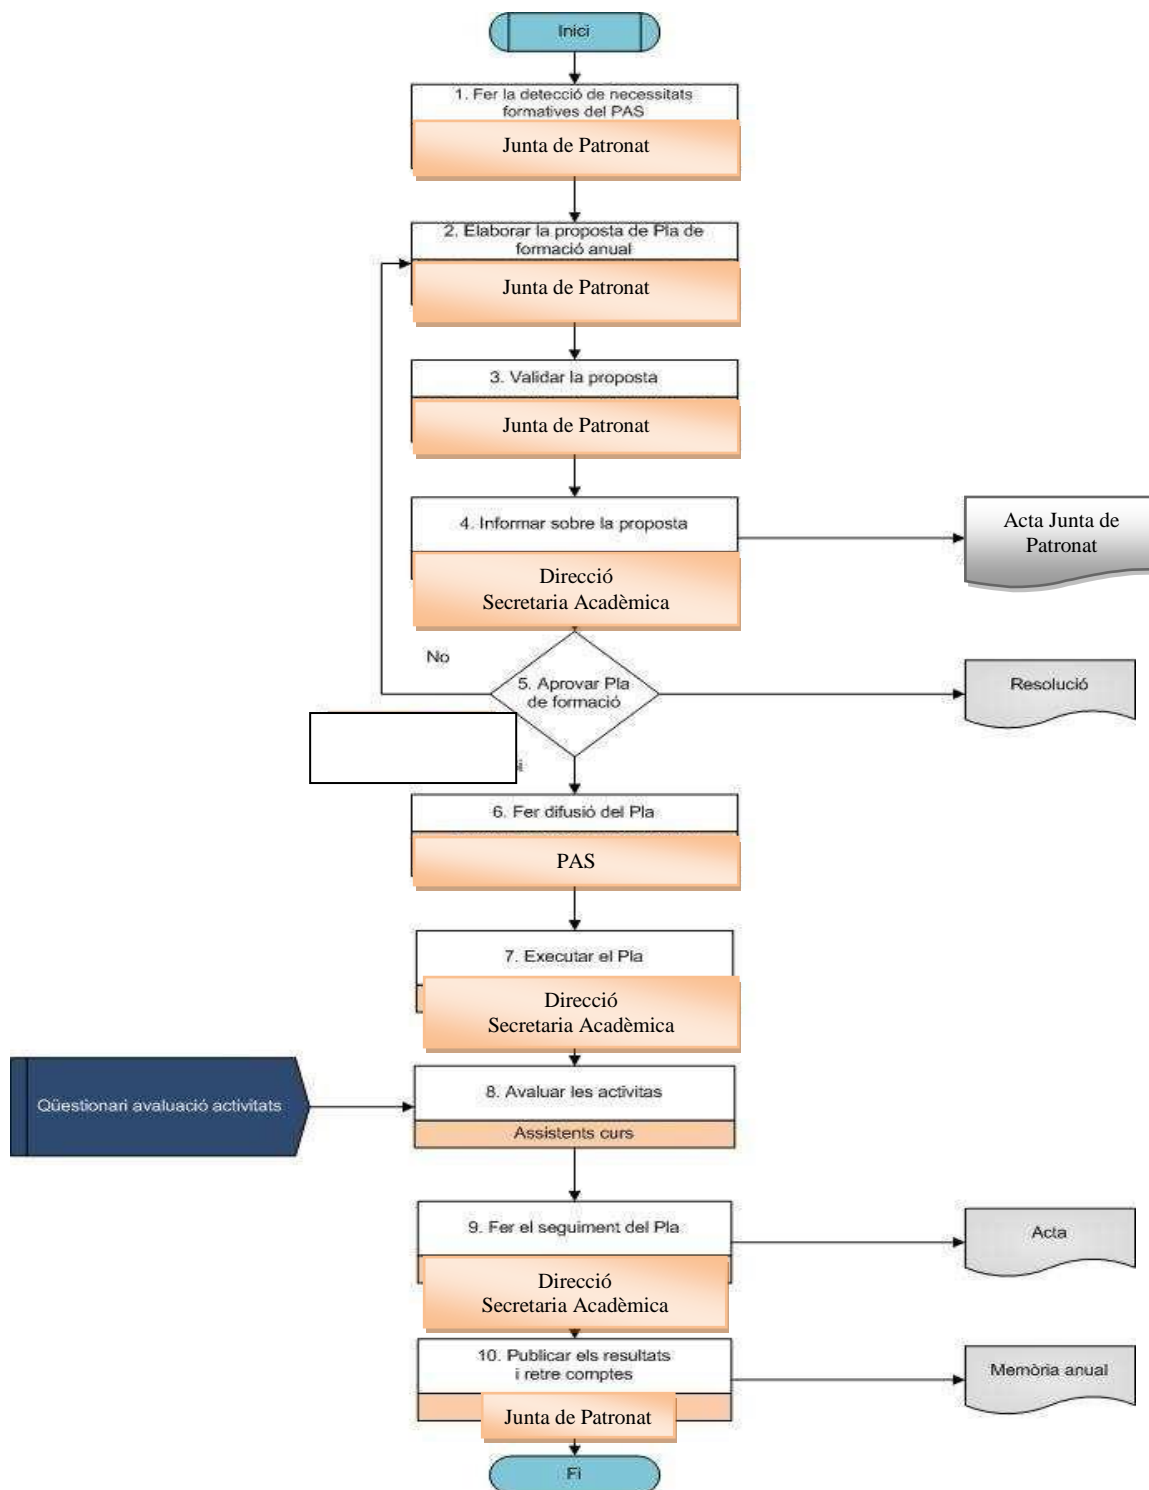 Inici
1. Fer la detecció de necessitats
formatives del PAS
Junta de Patronat
2. Elaborar la proposta de Pla de
formació anual
Junta de Patronat
3. Validar la proposta
Junta de Patronat
4. Informar sobre la proposta
Acta Junta de
Patronat
Direcció
Secretaria Acadèmica
No
5. Aprovar Pla
de formació
Resolució
6. Fer difusió del Pla
PAS
7. Executar el Pla
Direcció
Secretaria Acadèmica
Qüestionari avaluació activitats
8. Avaluar les activitas
Assistents curs
9. Fer el seguiment del Pla
Acta
Direcció
Secretaria Acadèmica
10. Publicar els resultats
i retre comptes
Memòria anual
Junta de Patronat
Fi